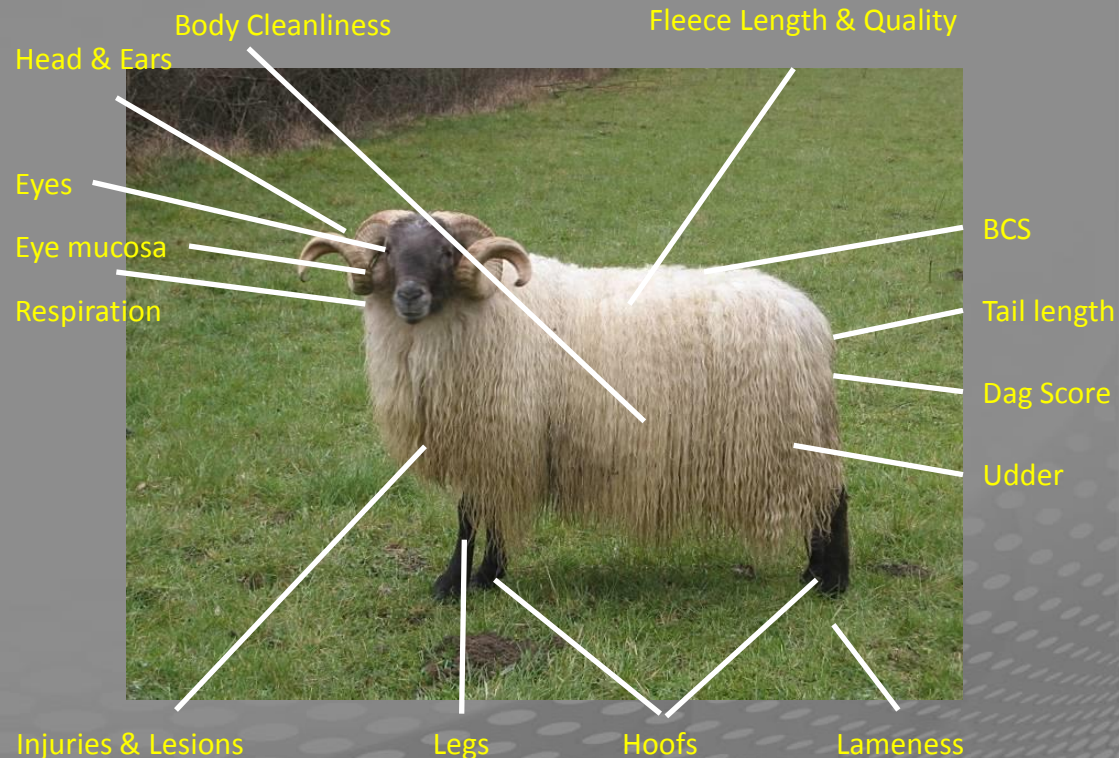 Body Cleanliness
Fleece Length & Quality
Head & Ears
Eyes
BCS
Eye mucosa
Respiration
Tail length
Dag Score
Udder
Injuries & Lesions
Legs
Hoofs
Lameness